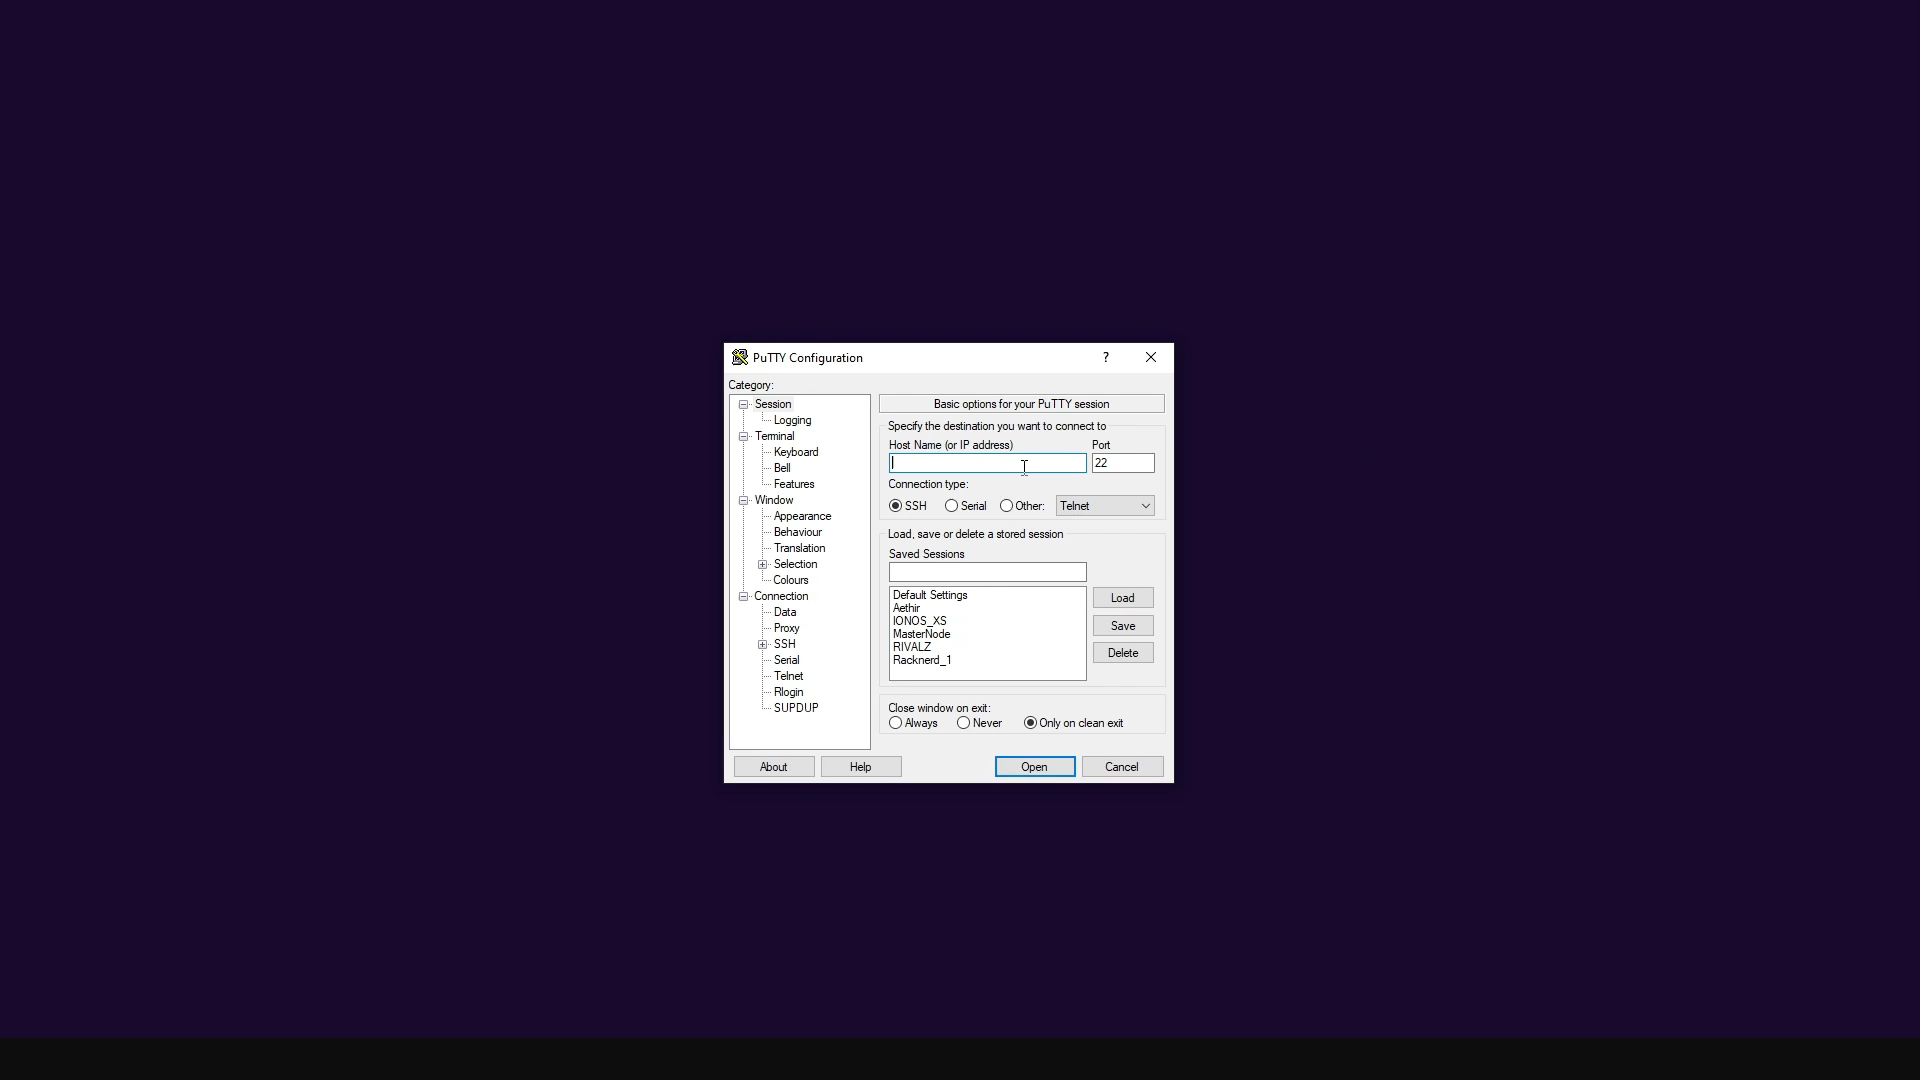 PuTTY Configuration
?
Category:
Session
Logging
Terminal
Keyboard
Bell
Features
Window
Appearance
Behaviour
Translation
Selection
Colours
Connection
Data
Proxy
SSH
Serial
Telnet
Rlogin
SUPDUP
Basic options for your PuTTY session
Specify the destination you want to connect to
Host Name (or IP address) Port
22
Connection type:
SSH Serial Other: Telnet
Load, save or delete a stored session
Saved Sessions
Default Settings
Aethir
IONOS_XS
MasterNode
RIVALZ
Racknerd_1
Load
Save
Delete
Close window on exit:
Always Never Only on clean exit
About Help Open Cancel